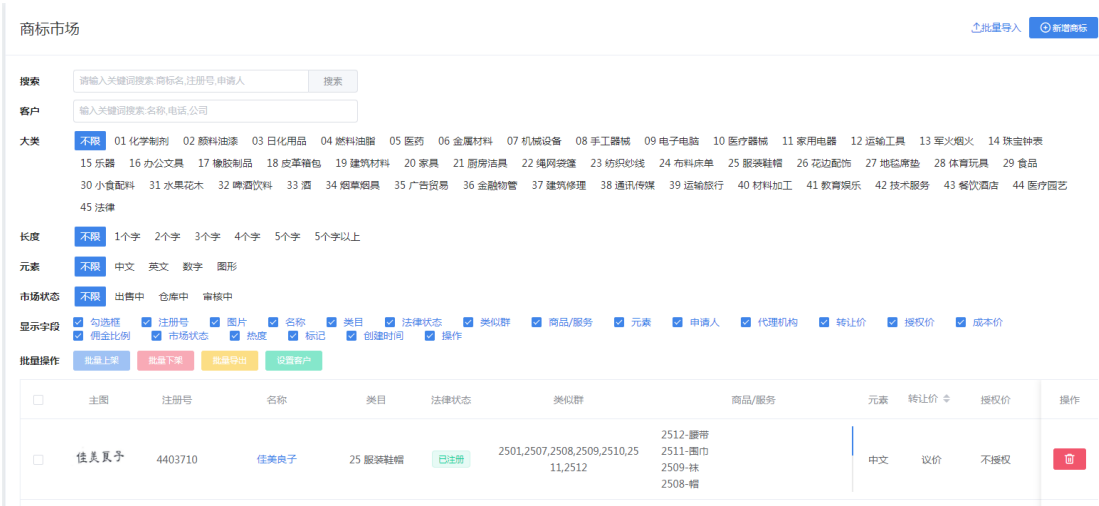 商标市场 批量导入 新增商标
搜索 请输入关键词搜索:商标名,注册号,申请人 搜索
客户 输入关键词搜索:名称,电话,公司
大类 不限 01 化学制剂 02 颜料油漆 03 日化用品 04 燃料油脂 05 医药 06 金属材料 07 机械设备 08 手工器械 09 电子电脑 10 医疗器械 11 家用电器 12 运输工具 13 军火烟火 14 珠宝钟表
15 乐器 16 办公文具 17 橡胶制品 18 皮革箱包 19 建筑材料 20 家具 21 厨房洁具 22 绳网袋篷 23 纺织纱线 24 布料床单 25 服装鞋帽 26 花边配饰 27 地毯席垫 28 体育玩具 29 食品
30 小食配料 31 水果花木 32 啤酒饮料 33 酒 34 烟草烟具 35 广告贸易 36 金融物管 37 建筑修理 38 通讯传媒 39 运输旅行 40 材料加工 41 教育娱乐 42 技术服务 43 餐饮酒店 44 医疗园艺
45 法律
长度 不限 1个字 2个字 3个字 4个字 5个字 5个字以上
元素 不限 中文 英文 数字 图形
市场状态 不限 出售中 仓库中 审核中
显示字段 勾选框 注册号 图片 名称 类目 法律状态 类似群 商品/服务 元素 申请人 代理机构 转让价 授权价 成本价
佣金比例 市场状态 热度 标记 创建时间 操作
批量操作 批量上架 批量下架 批量导出 设置客户
主图 注册号 名称 类目 法律状态 类似群 商品/服务 元素 转让价 授权价 操作
佳美良子 4403710 佳美良子 25 服装鞋帽 已注册 2501,2507,2508,2509,2510,25
11,2512
2512-腰带
2511-围巾
2509-袜
2508-帽
中文 议价 不授权